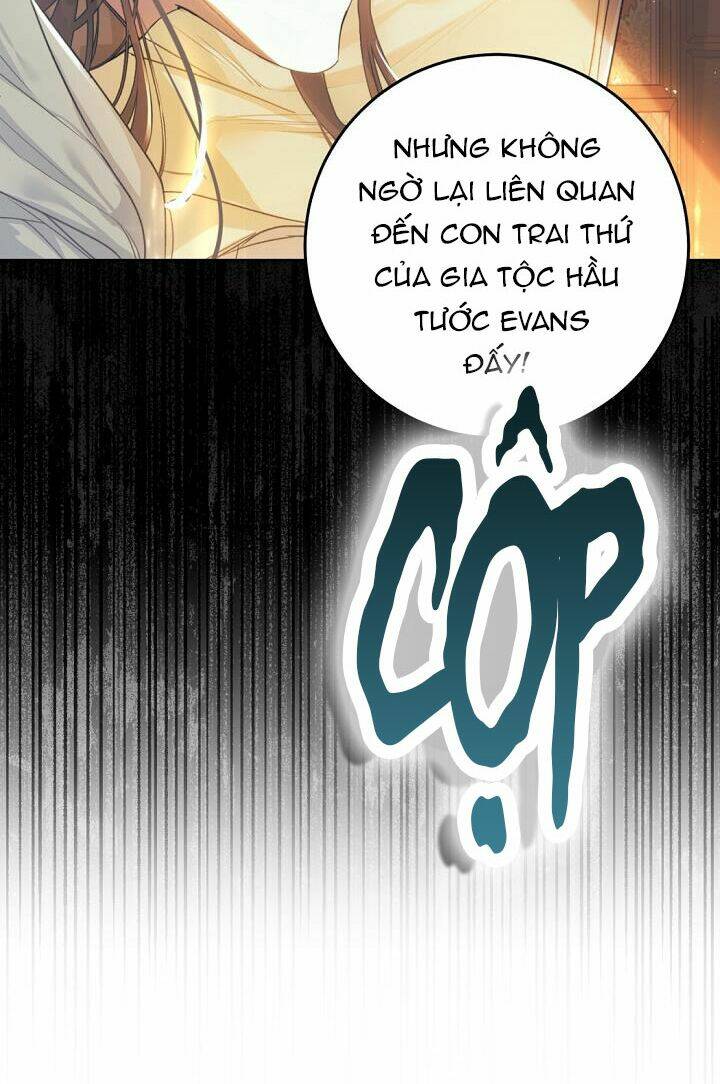 NHƯNG KHÔNG
NGỜ LẠI LIÊN QUAN
ĐẾN CON TRAI THỨ
CỦA GIA TỘC HẦU
TƯỚC EVANS
ĐẤY!
CỘP